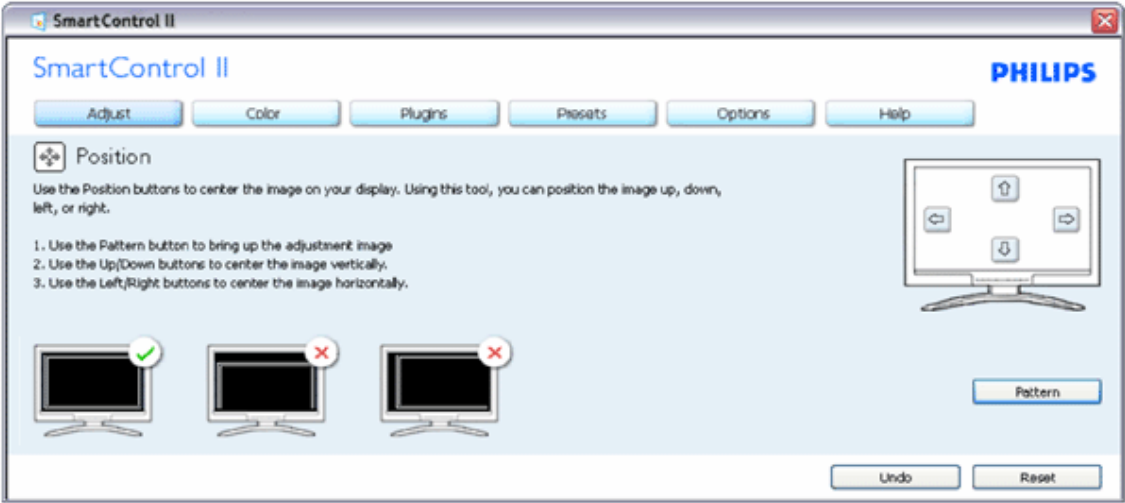 SmartControl II
SmartControl II
PHILIPS
Adjust
Color
Plugins
Presets
Options
Help
Position
Use the Position buttons to center the image on your display. Using this tool, you can position the image up, down,
left, or right.
1. Use the Pattern button to bring up the adjustment image
2. Use the Up/Down buttons to center the image vertically.
3. Use the Left/Right buttons to center the image horizontally.
Pattern
Undo
Reset